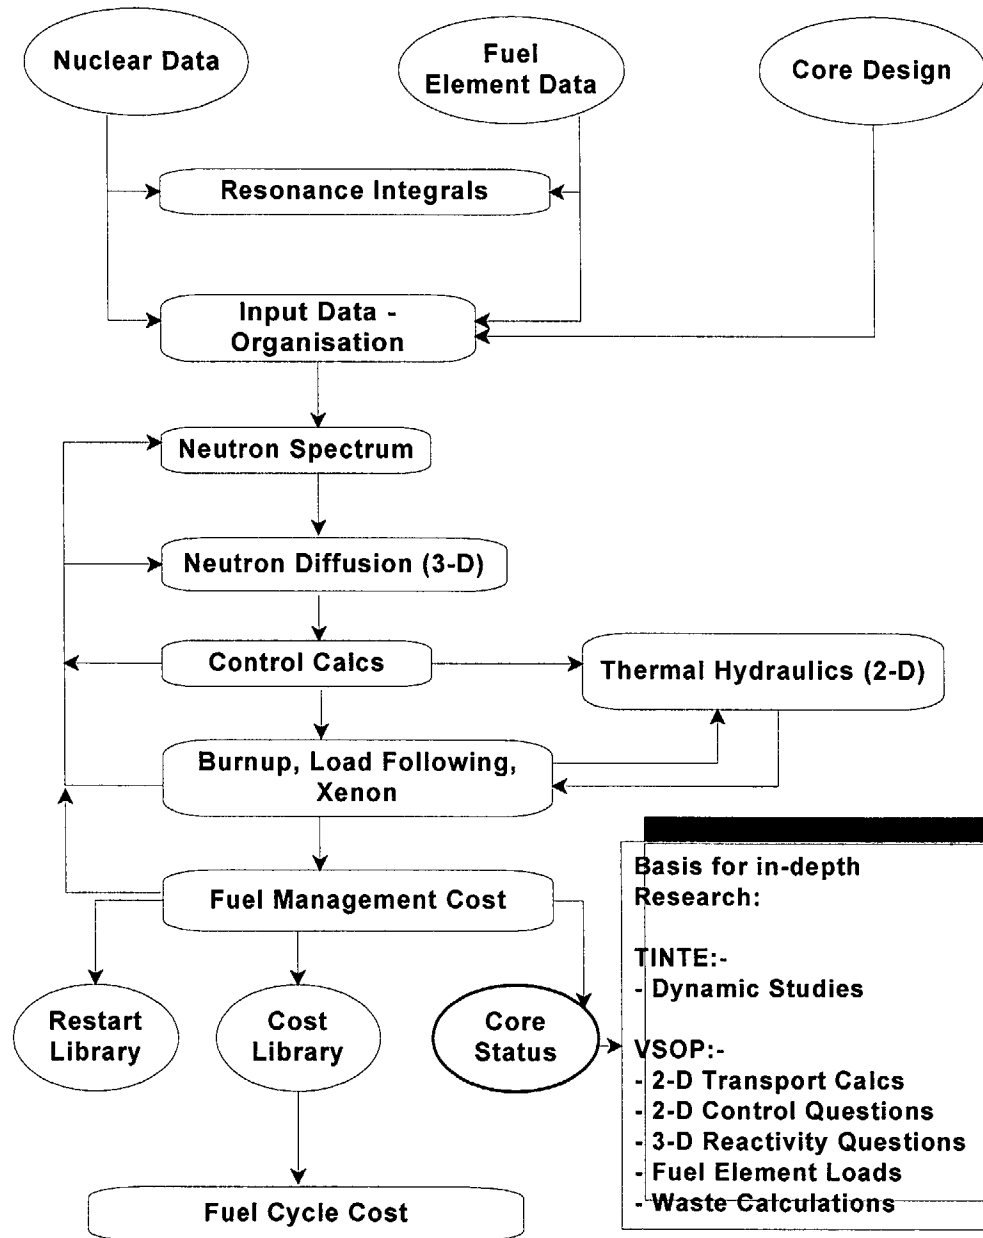 Nuclear Data
Fuel
Element Data
Core Design
Resonance Integrals
Input Data -
Organisation
Neutron Spectrum
Neutron Diffusion (3-D)
Control Calcs
Thermal Hydraulics (2-D)
Burnup, Load Following,
Xenon
Fuel Management Cost
Restart
Library
Cost
Library
Core
Status
Basis for in-depth
Research:
TINTE:-
- Dynamic Studies
VSOP:-
- 2-D Transport Calcs
- 2-D Control Questions
- 3-D Reactivity Questions
- Fuel Element Loads
- Waste Calculations
Fuel Cycle Cost